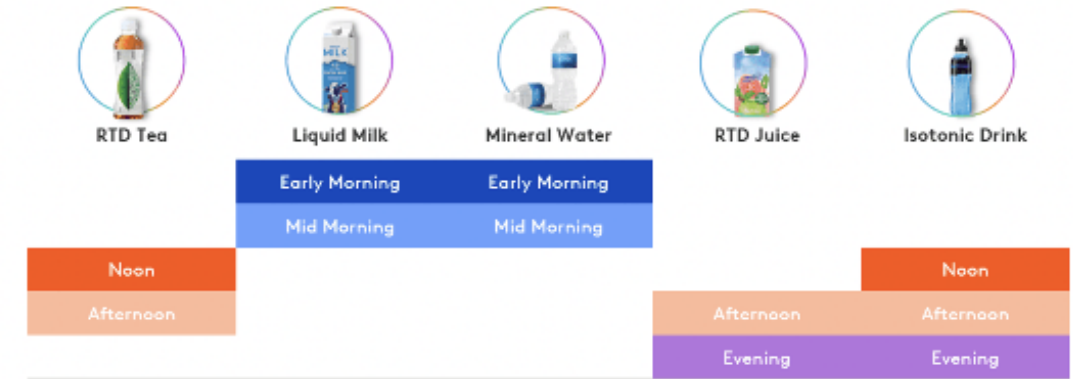 MILK
RTD Tea
Liquid Milk
Mineral Water
RTD Juice
Isotonic Drink
Early Morning
Early Morning
Mid Morning
Mid Morning
Noon
Noon
Afternoon
Afternoon
Afternoon
Evening
Evening